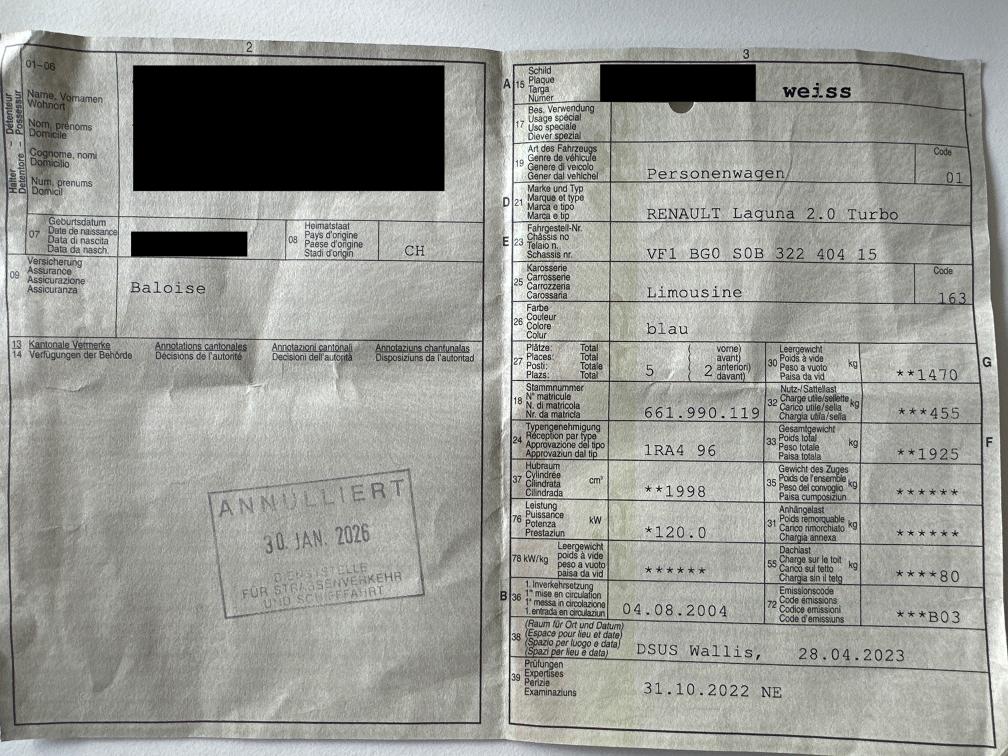 2
01-06
Halter - Détenteur
Detentore - Possessur
Name, Vornamen
Wohnort
Nom, prénoms
Domicile
Cognome, nomi
Domicilio
Num, prenums
Domicil
07
Geburtsdatum
Date de naissance
Data di nascita
Data da nasch.
08
Heimatstaat
Pays d'origine
Paese d'origine
Stadi d'origin
CH
09
Versicherung
Assurance
Assicurazione
Assicuranza
Baloise
13 Kantonale Vermerke Annotations cantonales Annotazioni cantonali Annotaziuns chantunalas
14 Verfügungen der Behörde Décisions de l'autorité Decisioni dell'autorità Disposiziuns da l'autoritad
ANNULLIERT
30. JAN. 2026
FÜR STRASSENVERKEHR
UND SCHIFFFAHRT
3
A 15
Schild
Plaque
Targa
Numer
weiss
17
Bes. Verwendung
Usage spécial
Uso speciale
Diever spezial
19
Art des Fahrzeugs
Genre de véhicule
Genere di veicolo
Gener dal vehichel
Personenwagen
Code
01
D 21
Marke und Typ
Marque et type
Marca e tipo
Marca e tip
RENAULT Laguna 2.0 Turbo
E 23
Fahrgestell-Nr.
Châssis no
Telaio n.
Schassis nr.
VF1 BG0 S0B 322 404 15
25
Karosserie
Carrosserie
Carrozzeria
Carossaria
Limousine
Code
163
26
Farbe
Couleur
Colore
Colur
blau
27
Plätze: Total
Places: Total
Posti: Totale
Plazs: Total
5
( vorne)
( avant)
( anteriori)
( davant)
2
30
Leergewicht
Poids à vide
Peso a vuoto
Paisa da vid
kg
**1470
G
18
Stammnummer
N° matricule
N. di matricola
Nr. da matricla
661.990.119
32
Nutz-/Sattellast
Charge utile/sellette
Carico utile/sella
Chargia utila/sella
kg
***455
24
Typengenehmigung
Réception par type
Approvazione del tipo
Approvaziun dal tip
1RA4 96
33
Gesamtgewicht
Poids total
Peso totale
Paisa totala
kg
**1925
F
37
Hubraum
Cylindrée
Cilindrata
Cilindrada
cm³
**1998
35
Gewicht des Zuges
Poids de l'ensemble
Peso del convoglio
Paisa cumposiziun
kg
******
76
Leistung
Puissance
Potenza
Prestaziun
kW
*120.0
31
Anhängelast
Poids remorquable
Carico rimorchiato
Chargia annexa
kg
******
78 kW/kg
Leergewicht
poids à vide
peso a vuoto
paisa da vid
******
55
Dachlast
Charge sur le toit
Carico sul tetto
Chargia sin il tetg
kg
****80
B 36
1. Inverkehrsetzung
1re mise en circulation
1a messa in circolazione
1. entrada en circulaziun
04.08.2004
72
Emissionscode
Code émissions
Codice emissioni
Code d'emissiuns
***B03
38
(Raum für Ort und Datum)
(Espace pour lieu et date)
(Spazio per luogo e data)
(Spazi per lieu e data)
DSUS Wallis, 28.04.2023
39
Prüfungen
Expertises
Perizie
Examinaziuns
31.10.2022 NE